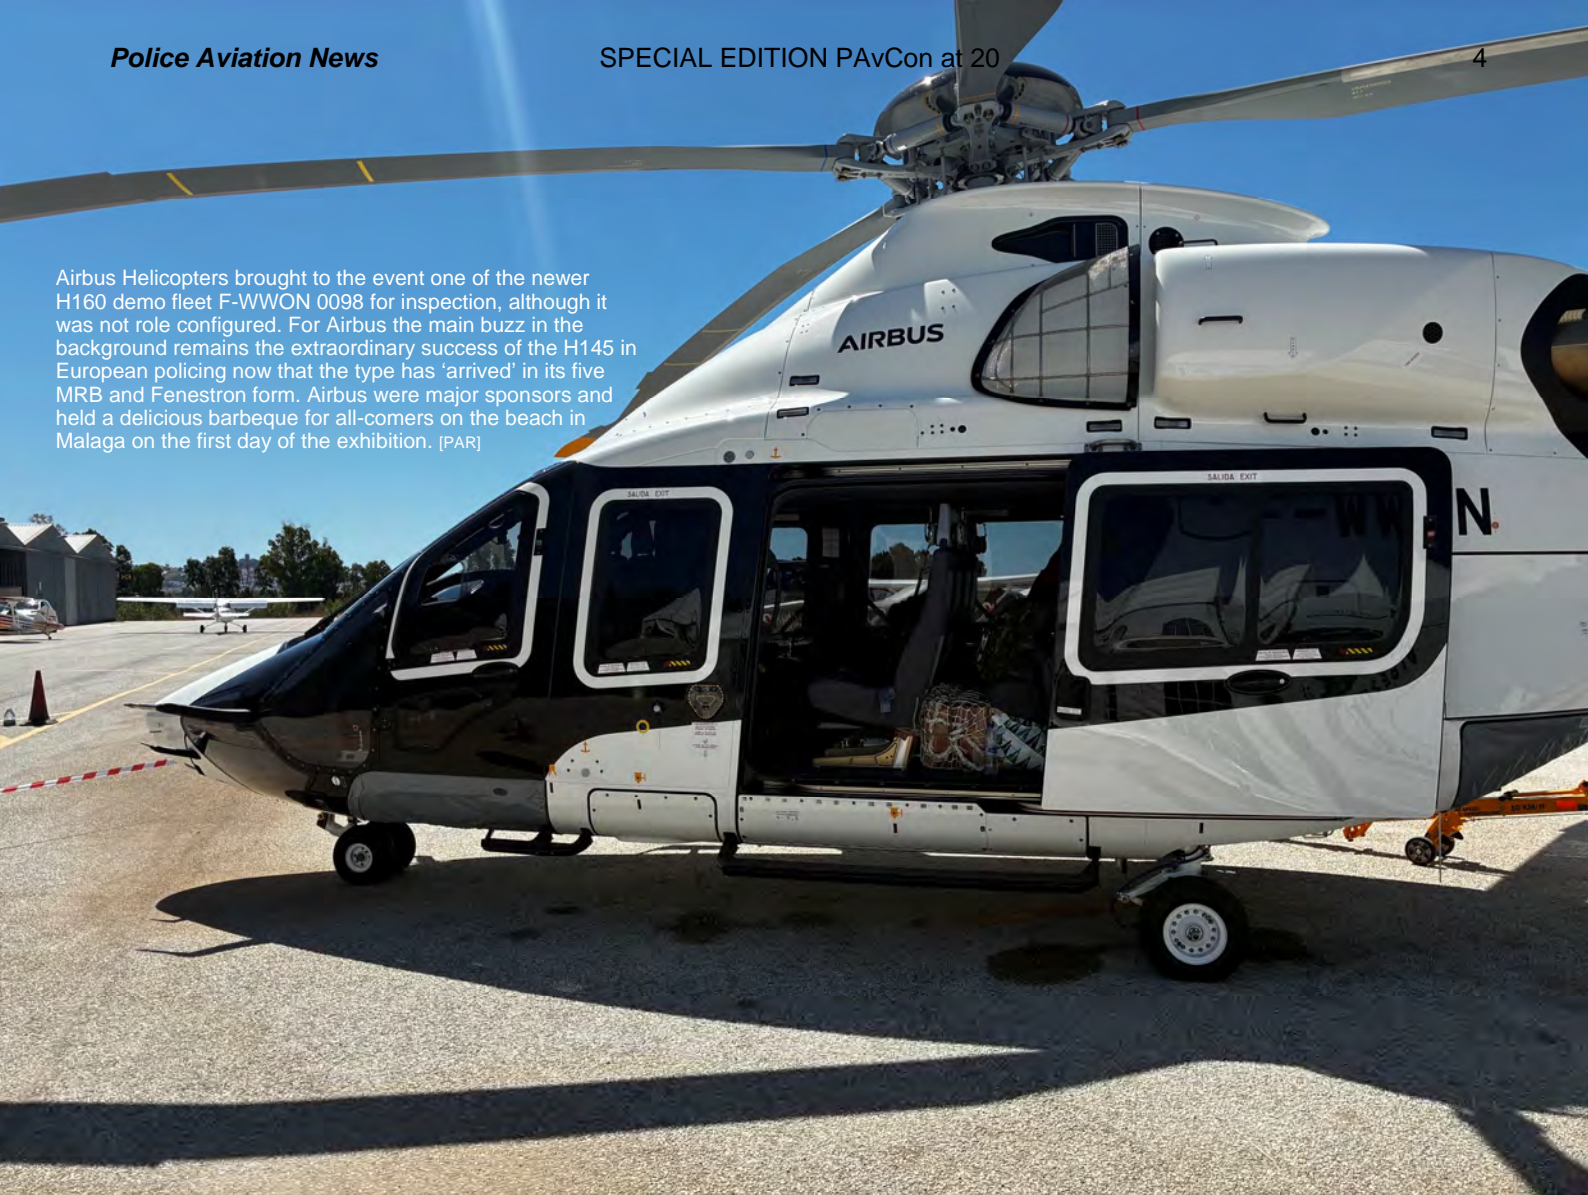 Police Aviation News SPECIAL EDITION PAvCon at 20 4
Airbus Helicopters brought to the event one of the newer
H160 demo fleet F-WWON 0098 for inspection, although it
was not role configured. For Airbus the main buzz in the
background remains the extraordinary success of the H145 in
European policing now that the type has ‘arrived’ in its five
MRB and Fenestron form. Airbus were major sponsors and
held a delicious barbeque for all-comers on the beach in
Malaga on the first day of the exhibition. [PAR]
AIRBUS
SALIDA EXIT
SALIDA EXIT
N